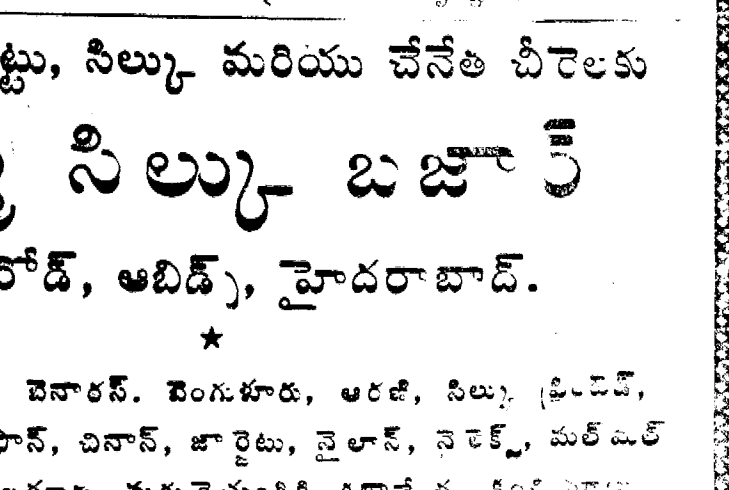 ట్టు, సిల్కు మరియు చేనేత చీరెలకు
సిల్కు బజార్
రోడ్, ఆబిడ్స్, హైదరాబాద్.
★
బెనారస్. బెంగుళూరు, ఆరణి, సిల్కు ప్రింటెడ్,
చినాన్, జార్జెటు, నైలాన్, మల్‌మల్